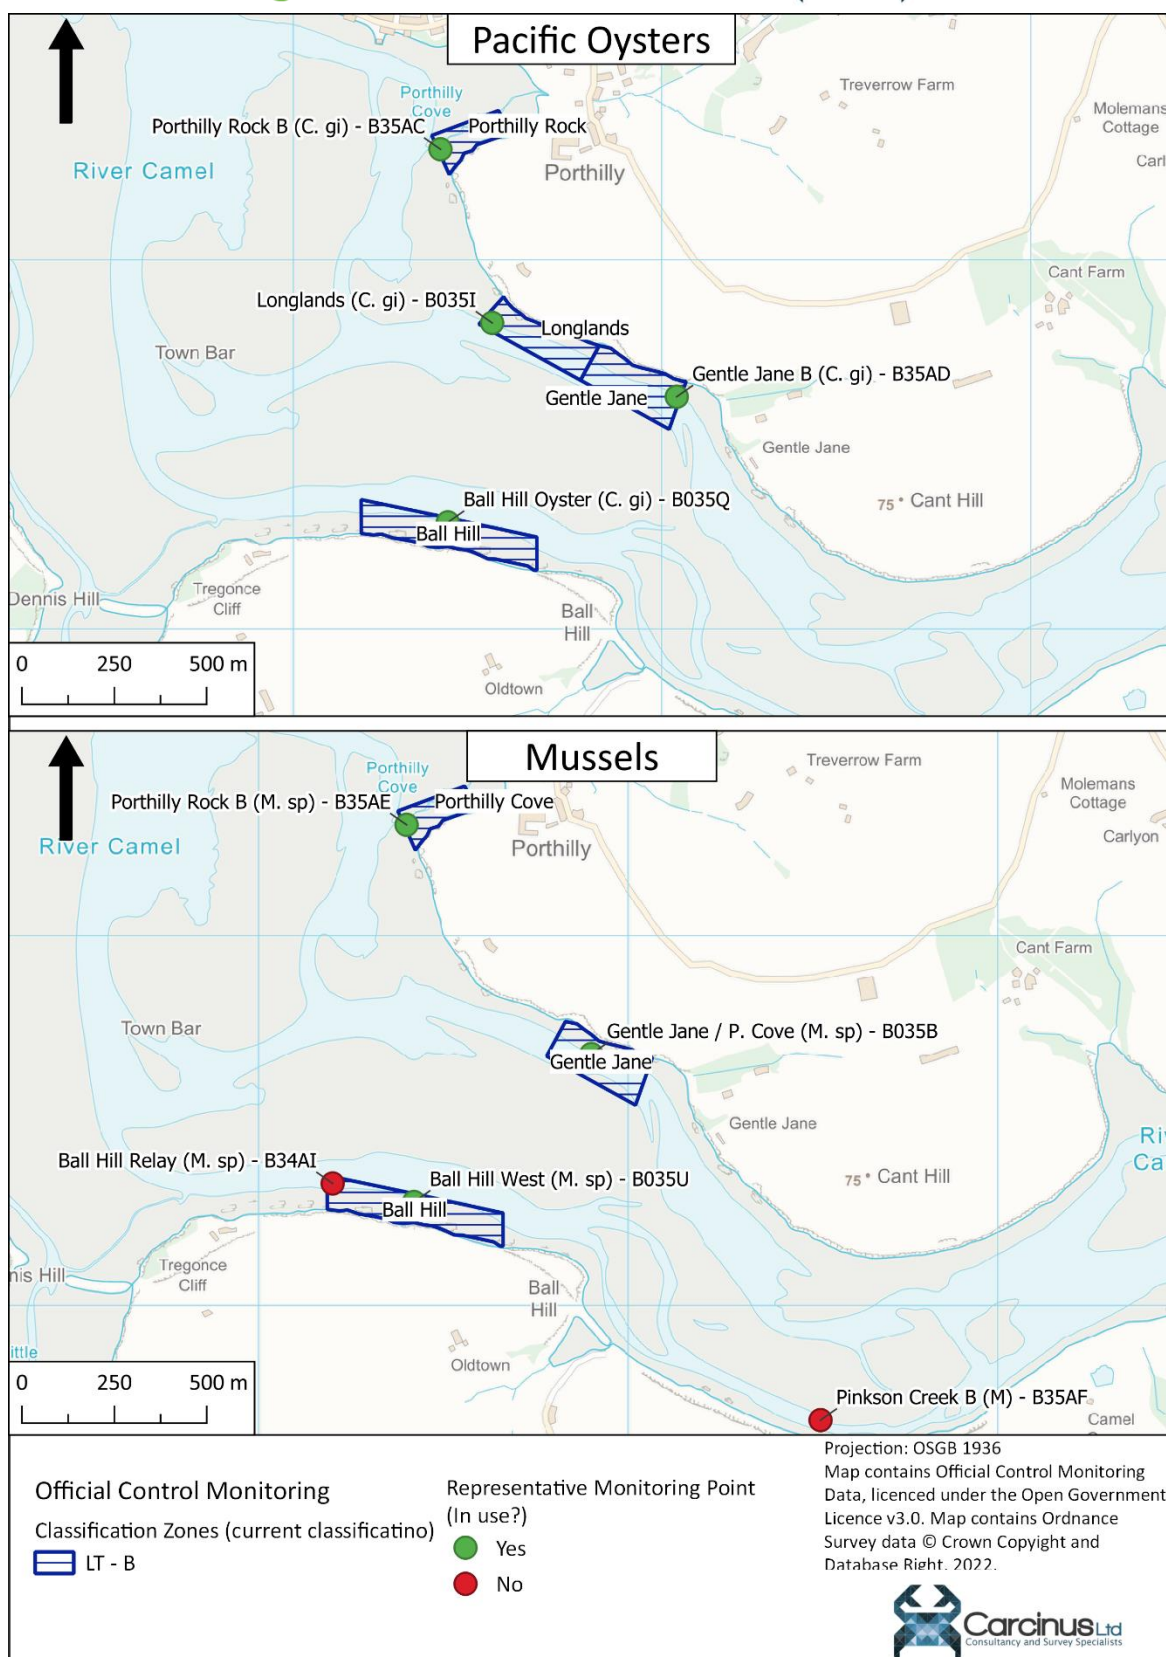 Pacific Oysters
Treverrow Farm
Porthilly
Cove
Molemans
Cottage
Porthilly Rock B (C. gi) - B35AC
Porthilly Rock
Carl
River Camel
Porthilly
Cant Farm
Longlands (C. gi) - B035I
Longlands
Town Bar
Gentle Jane B (C. gi) - B35AD
Gentle Jane
Gentle Jane
Ball Hill Oyster (C. gi) - B035Q
75 • Cant Hill
Ball Hill
Tregonce
Cliff
Dennis Hill
Ball
Hill
0 250 500 m
Oldtown
Mussels
Treverrow Farm
Porthilly
Cove
Molemans
Cottage
Porthilly Rock B (M. sp) - B35AE
Porthilly Cove
Carlyon
River Camel
Porthilly
Cant Farm
Town Bar
Gentle Jane / P. Cove (M. sp) - B035B
Gentle Jane
Gentle Jane
Ri
Ca
Ball Hill Relay (M. sp) - B34AI
Ball Hill West (M. sp) - B035U
75 • Cant Hill
Ball Hill
Tregonce
Cliff
nis Hill
Ball
Hill
ittle
Oldtown
0 250 500 m
Pinkson Creek B (M) - B35AF
Camel
Official Control Monitoring
Classification Zones (current classificatino)
LT - B
Representative Monitoring Point
(In use?)
Yes
No
Projection: OSGB 1936
Map contains Official Control Monitoring
Data, licenced under the Open Government
Licence v3.0. Map contains Ordnance
Survey data © Crown Copyight and
Database Right, 2022.
Carcinus Ltd
Consultancy and Survey Specialists